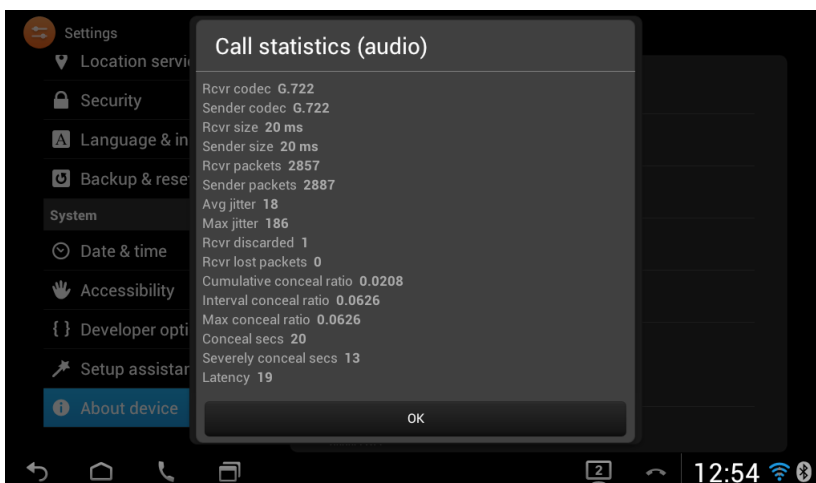 Settings
Location servi
Security
A Language & in
Backup & rese
System
Date & time
Accessibility
{ } Developer opti
Setup assistan
About device
Call statistics (audio)
Rcvr codec G.722
Sender codec G.722
Rcvr size 20 ms
Sender size 20 ms
Rcvr packets 2857
Sender packets 2887
Avg jitter 18
Max jitter 186
Rcvr discarded 1
Rcvr lost packets 0
Cumulative conceal ratio 0.0208
Interval conceal ratio 0.0626
Max conceal ratio 0.0626
Conceal secs 20
Severely conceal secs 13
Latency 19
OK
2
12:54